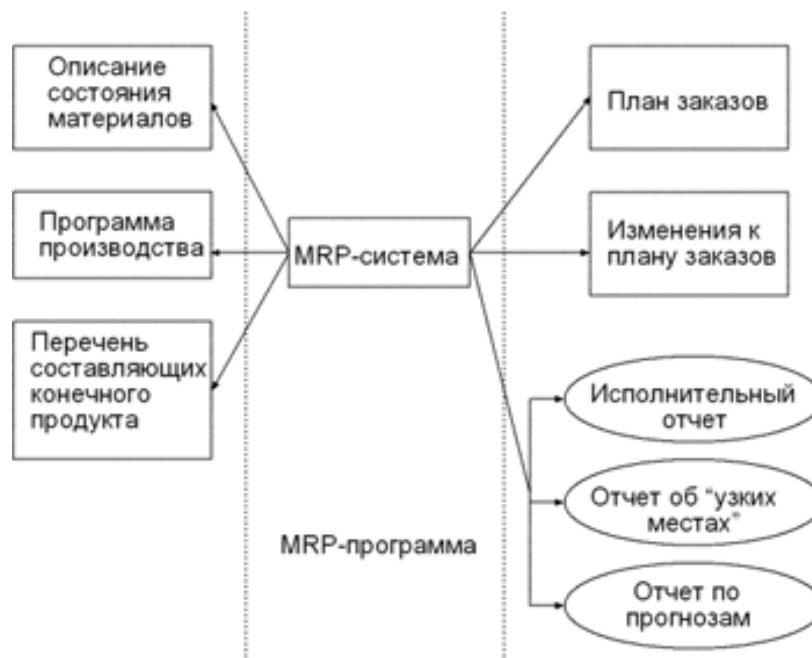 Описание
состояния
материалов
Программа
производства
Перечень
составляющих
конечного
продукта
MRP-система
MRP-программа
План заказов
Изменения к
плану заказов
Исполнительный
отчет
Отчет об “узких
местах”
Отчет по
прогнозам